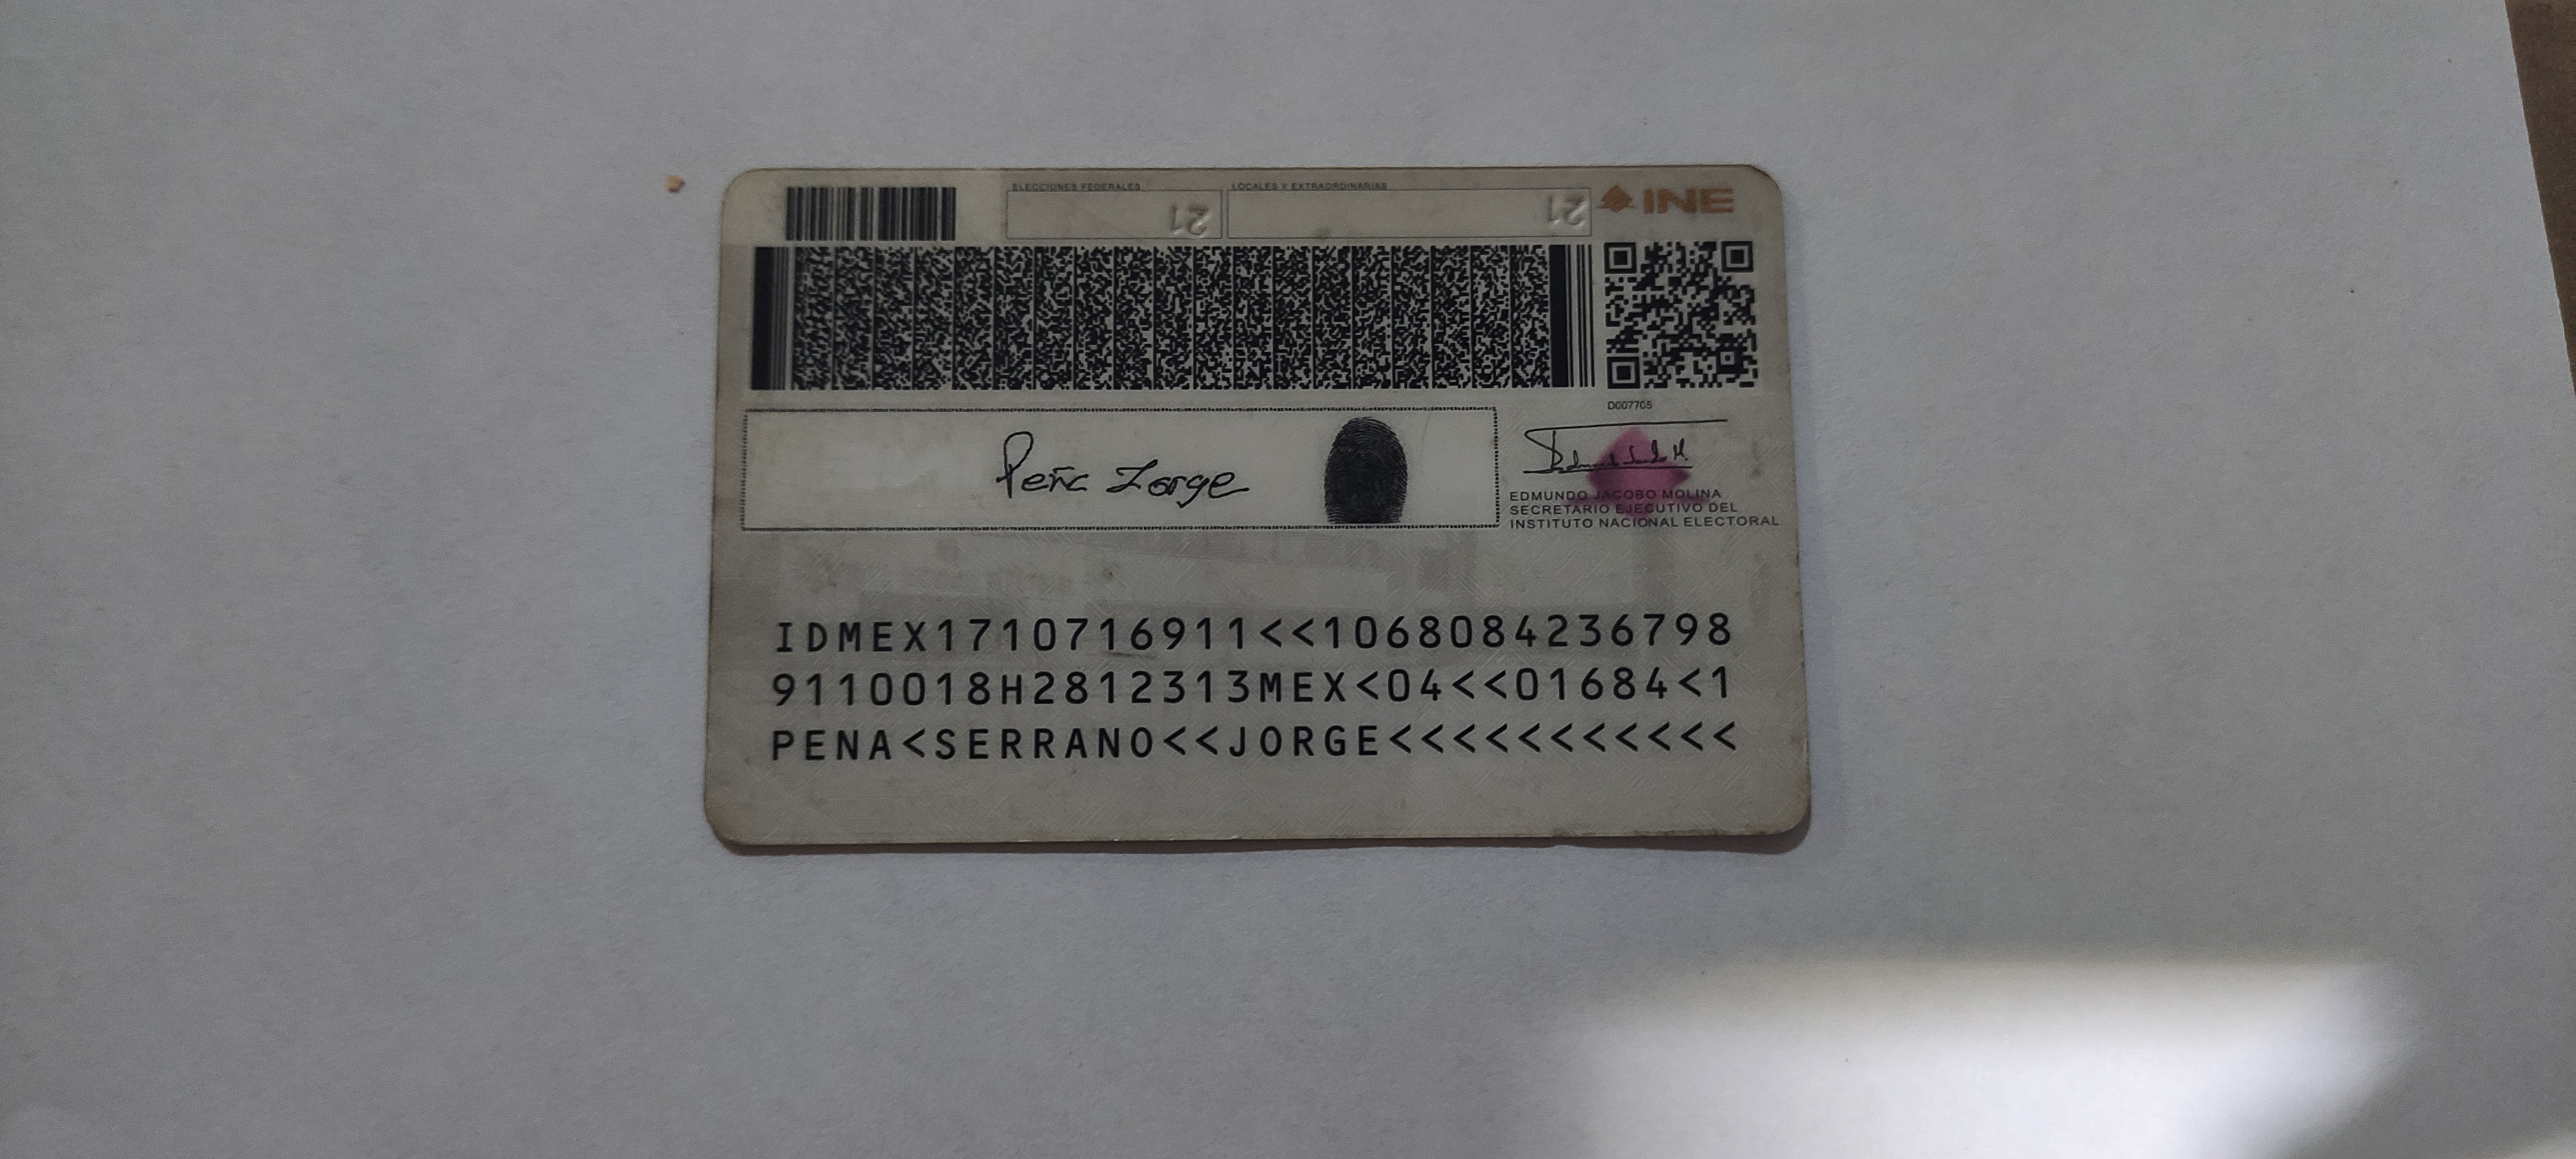 ELECCIONES FEDERALES LOCALES Y EXTRAORDINARIAS INE
21 21
D007705
Peña Jorge
EDMUNDO JACOBO MOLINA
SECRETARIO EJECUTIVO DEL
INSTITUTO NACIONAL ELECTORAL
IDMEX1710716911<<1068084236798
9110018H2812313MEX<04<<01684<1
PENA<SERRANO<<JORGE<<<<<<<<<<<